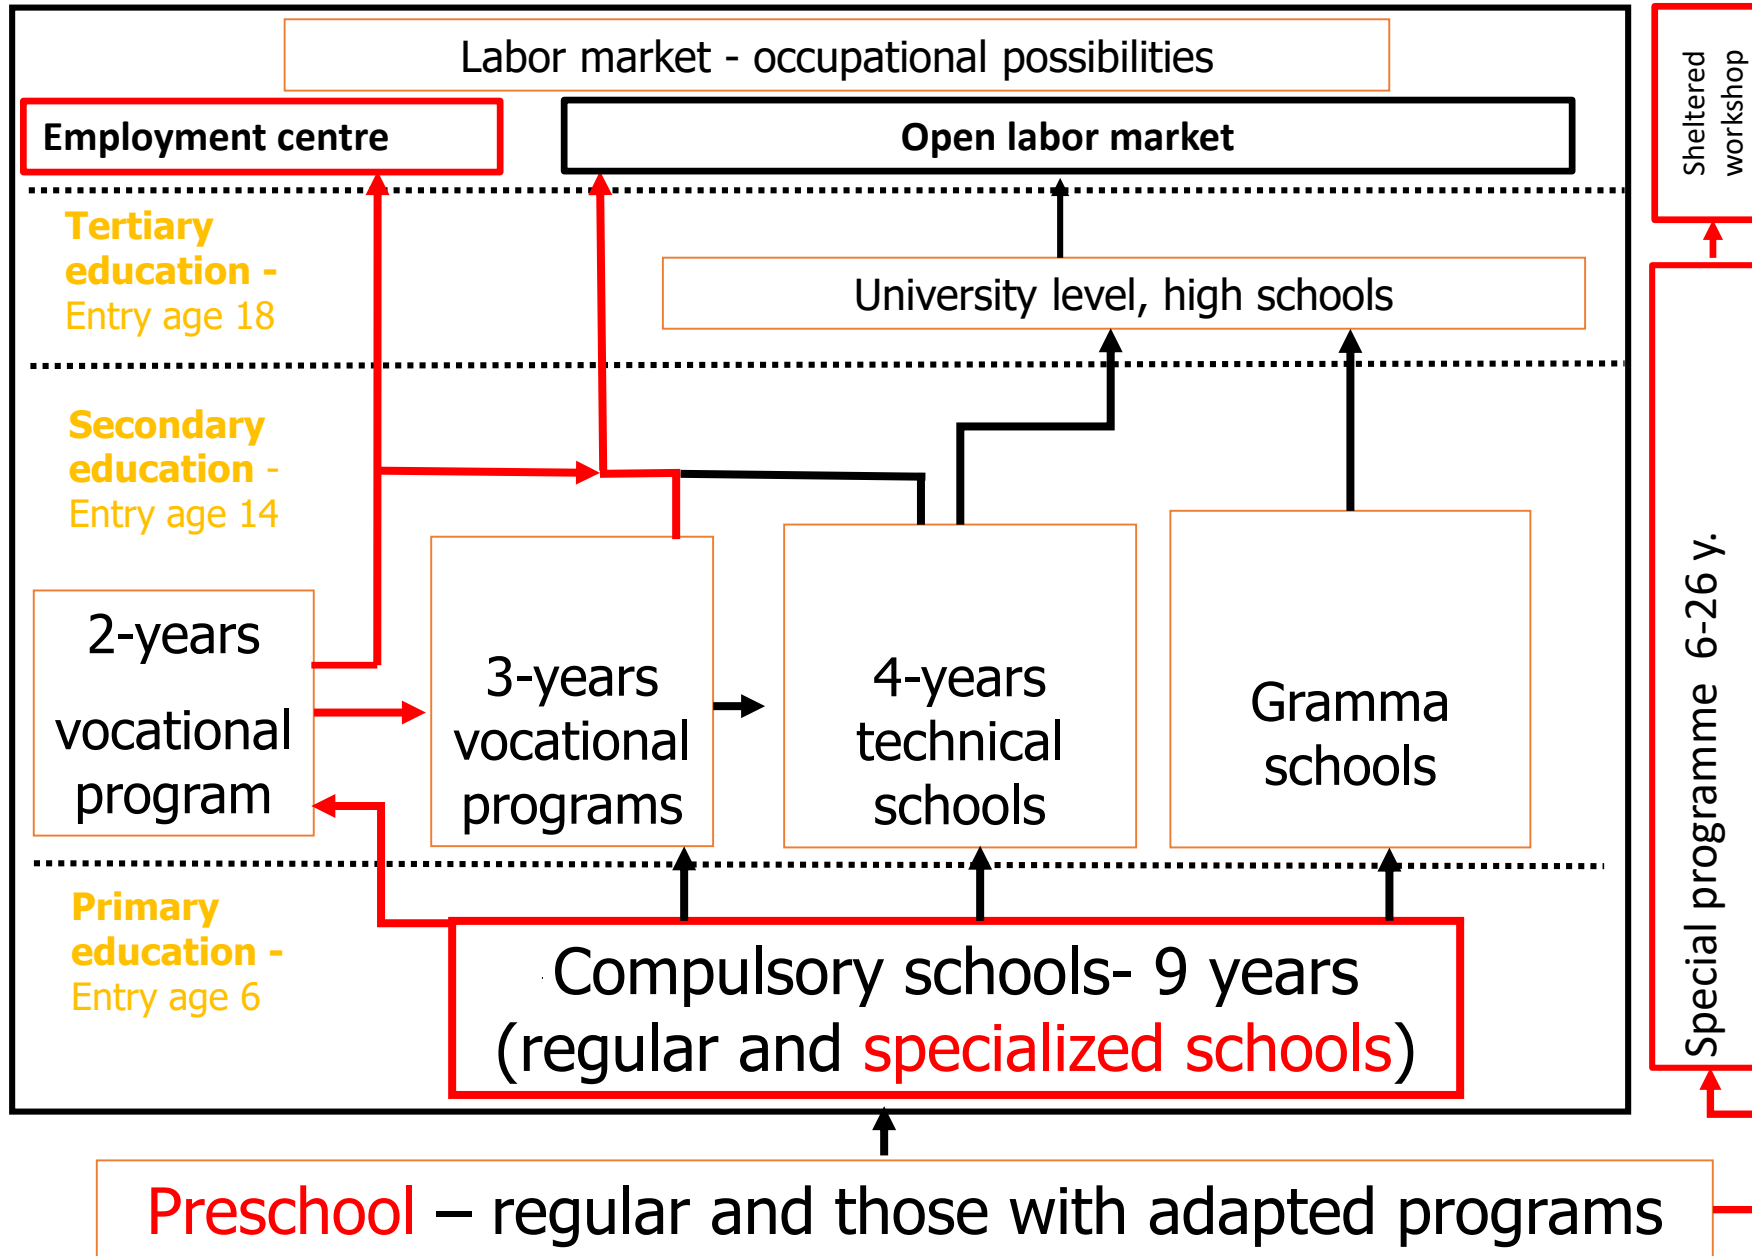 Labor market - occupational possibilities
Employment centre
Open labor market
Sheltered
workshop
Tertiary
education -
Entry age 18
University level, high schools
Secondary
education -
Entry age 14
2-years
vocational
program
3-years
vocational
programs
4-years
technical
schools
Gramma
schools
Special programme 6-26 y.
Primary
education -
Entry age 6
Compulsory schools- 9 years
(regular and specialized schools)
Preschool – regular and those with adapted programs